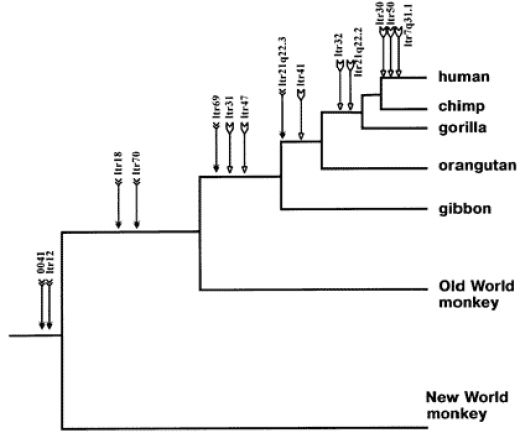 ltr30
ltr50
ltr7q31.1
ltr32
ltr21q22.2
ltr21q22.3
ltr41
ltr69
ltr31
ltr47
ltr18
ltr70
0041
ltr12
human
chimp
gorilla
orangutan
gibbon
Old World
monkey
New World
monkey